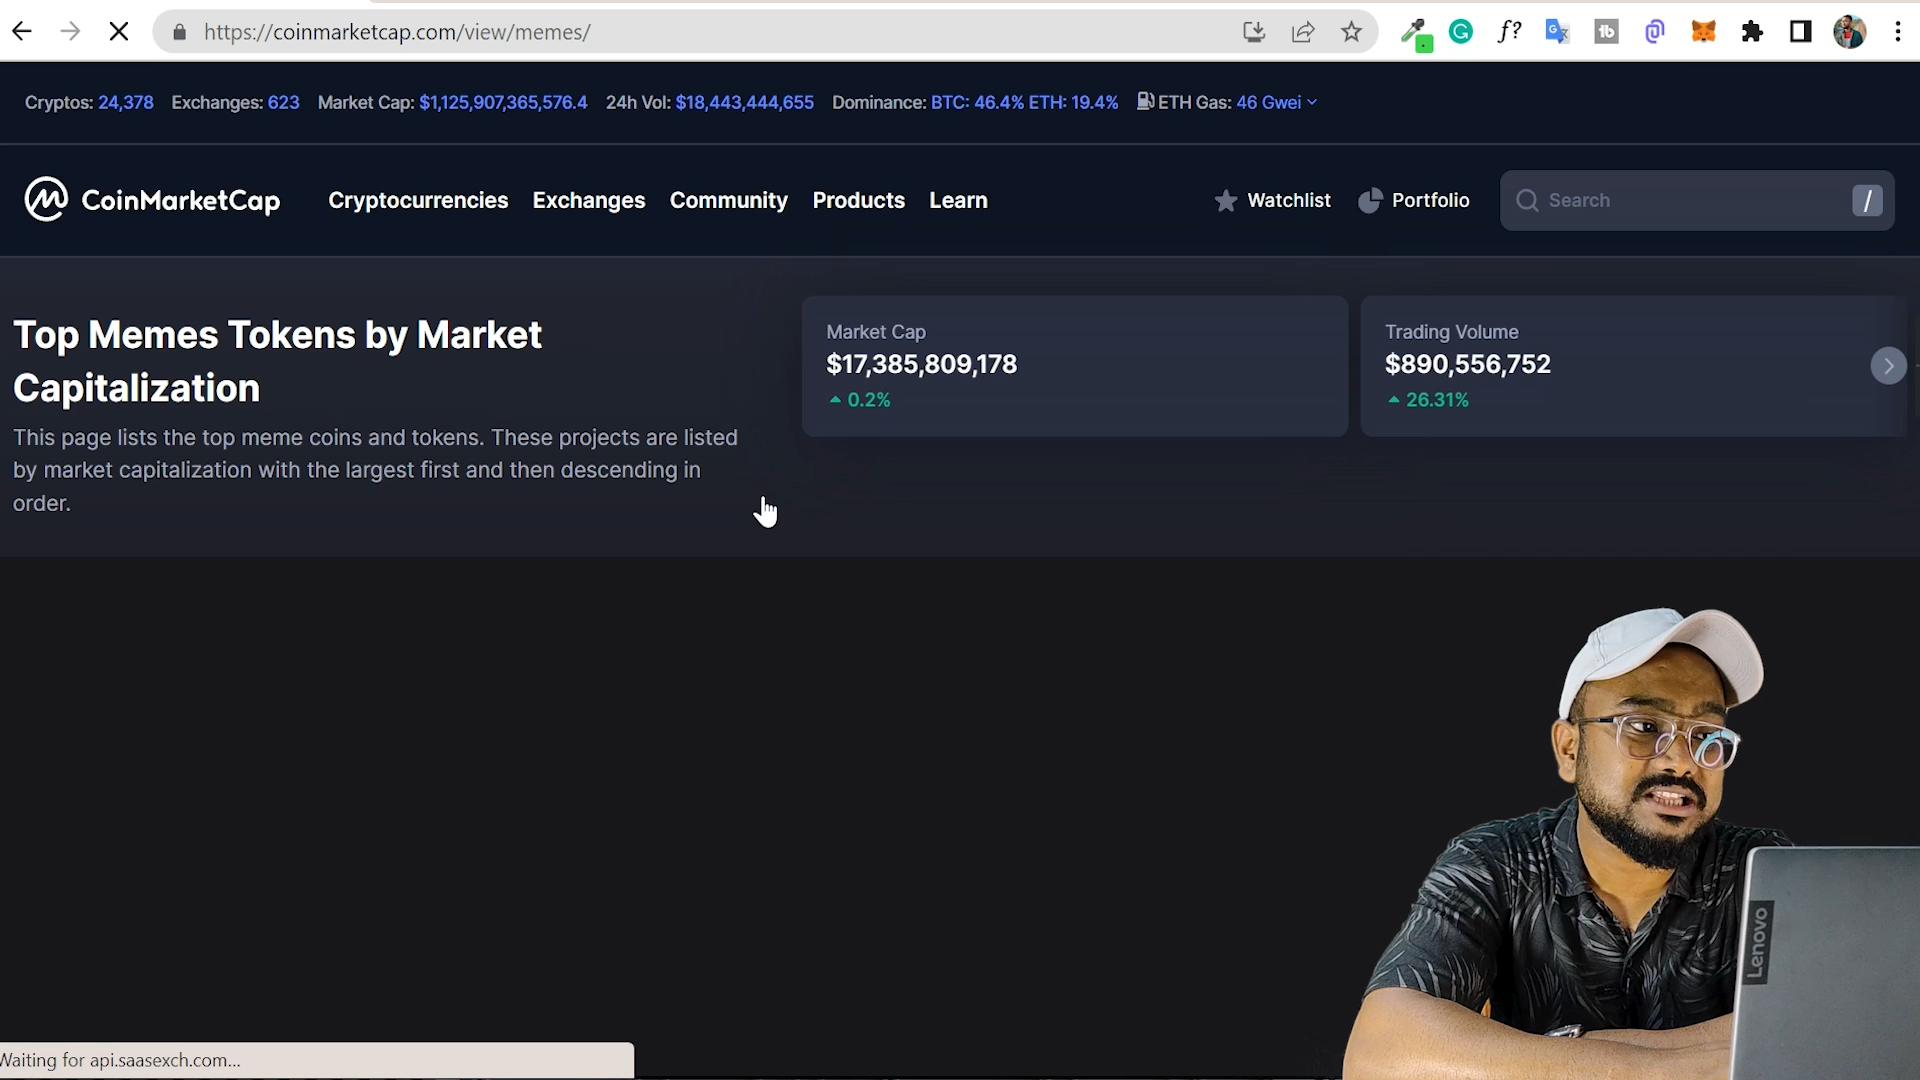 https://coinmarketcap.com/view/memes/
Cryptos: 24,378 Exchanges: 623 Market Cap: $1,125,907,365,576.4 24h Vol: $18,443,444,655 Dominance: BTC: 46.4% ETH: 19.4% ETH Gas: 46 Gwei
CoinMarketCap Cryptocurrencies Exchanges Community Products Learn Watchlist Portfolio Search /
Top Memes Tokens by Market
Capitalization
This page lists the top meme coins and tokens. These projects are listed
by market capitalization with the largest first and then descending in
order.
Market Cap
$17,385,809,178
0.2%
Trading Volume
$890,556,752
26.31%
Lenovo
Waiting for api.saasexch.com...